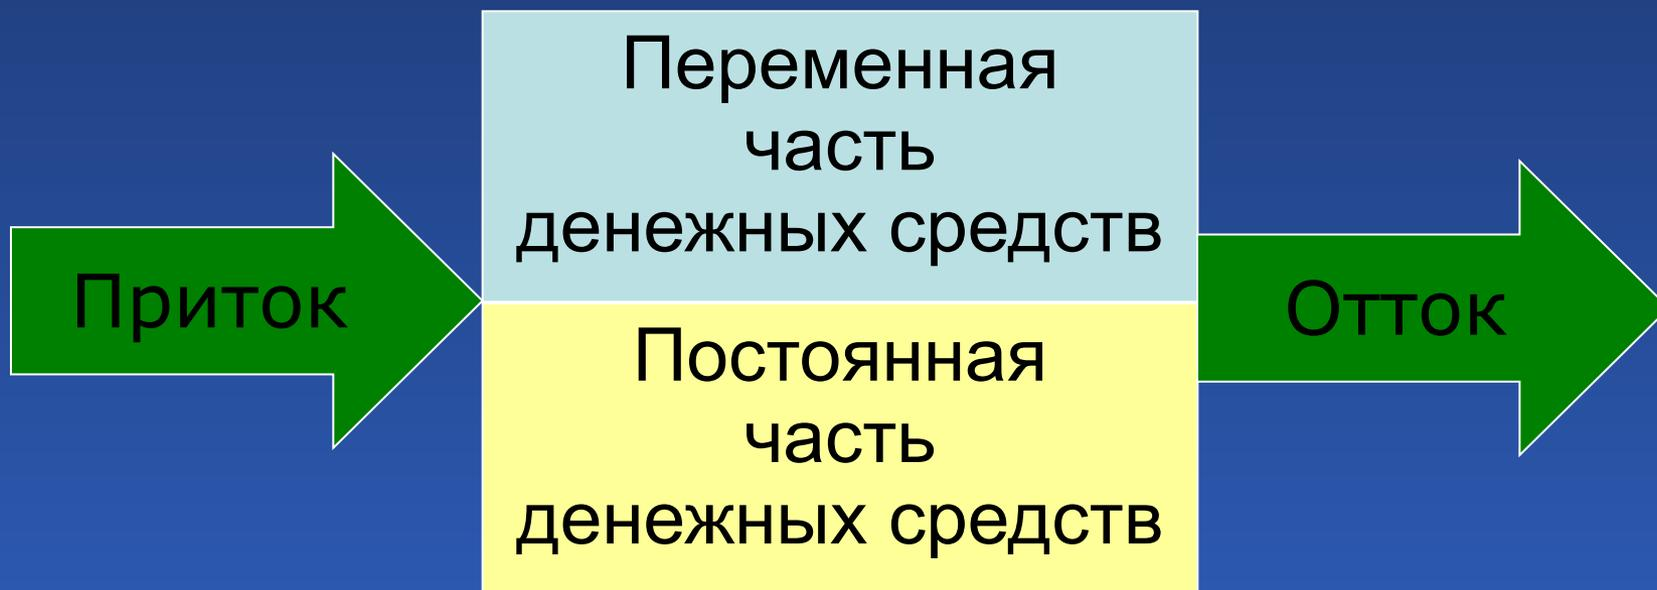 Приток
Переменная
часть
денежных средств
Постоянная
часть
денежных средств
Отток